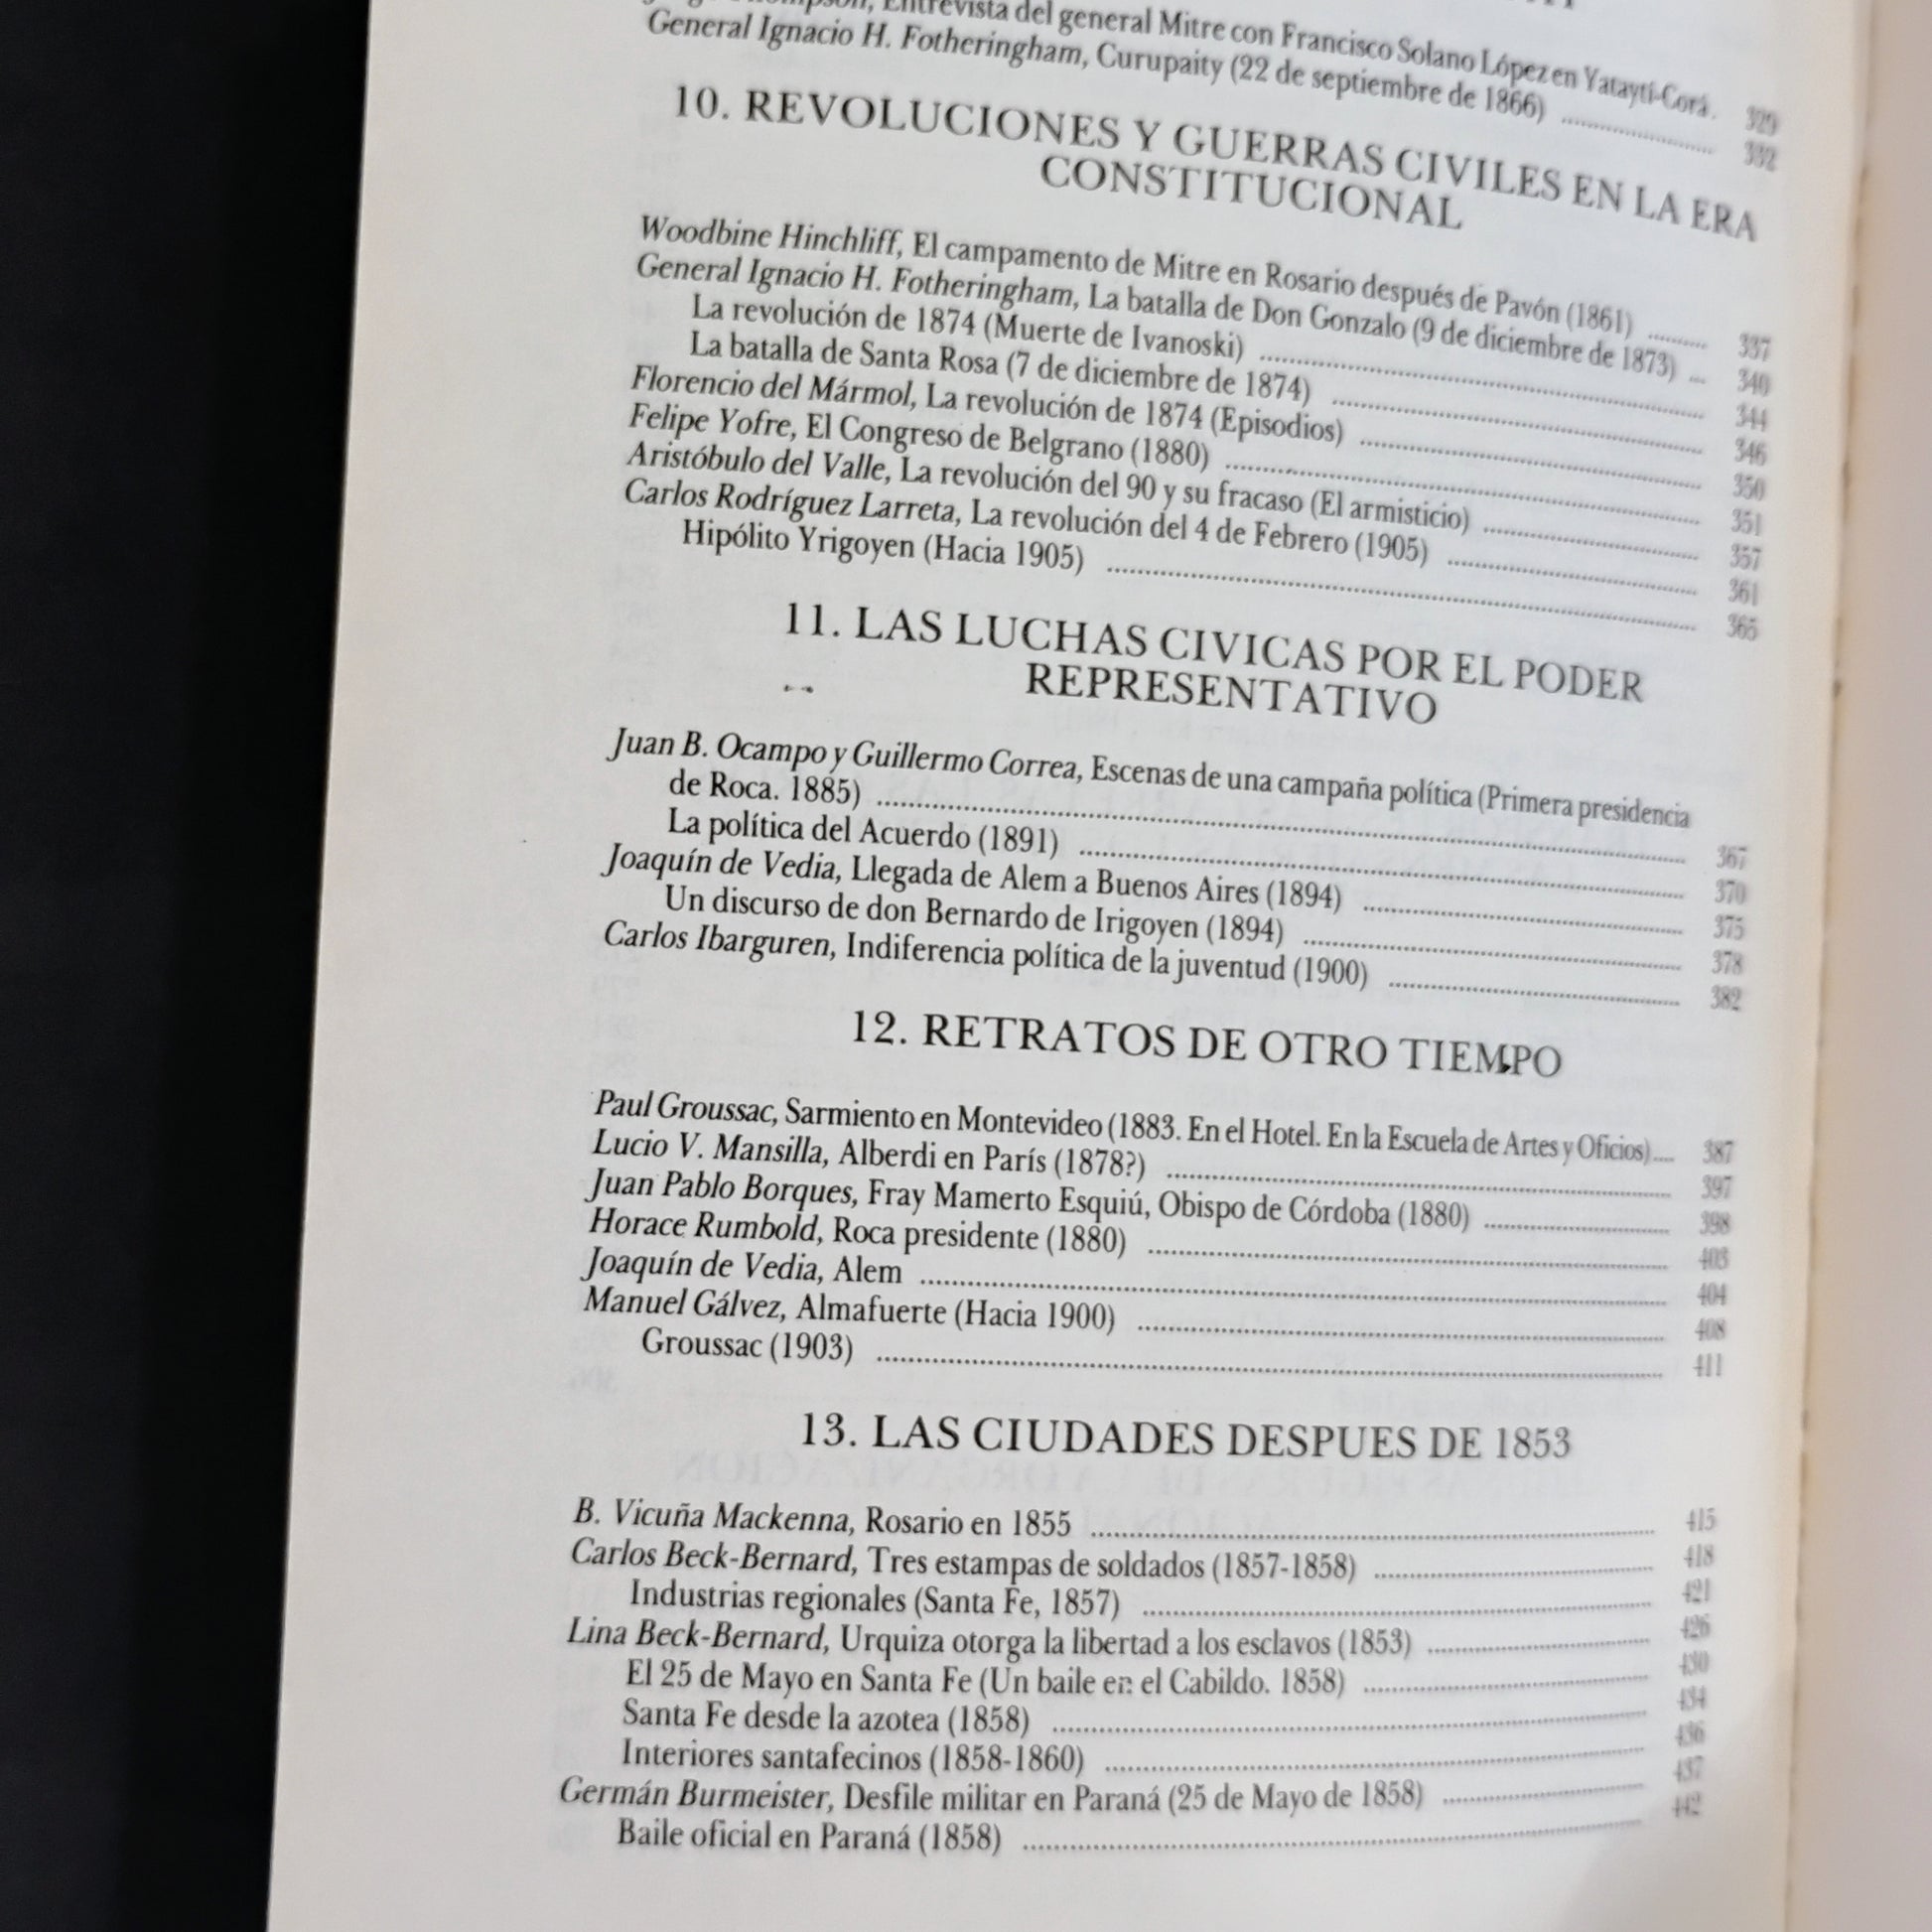 Entrevista del general Mitre con Francisco Solano López en Yataytí-Corá. 329
General Ignacio H. Fotheringham, Curupaity (22 de septiembre de 1866) ........ 332
10. REVOLUCIONES Y GUERRAS CIVILES EN LA ERA
CONSTITUCIONAL
Woodbine Hinchliff, El campamento de Mitre en Rosario después de Pavón (1861) ........ 337
General Ignacio H. Fotheringham, La batalla de Don Gonzalo (9 de diciembre de 1873) ... 340
La revolución de 1874 (Muerte de Ivanoski) ........ 344
La batalla de Santa Rosa (7 de diciembre de 1874) ........ 346
Florencio del Mármol, La revolución de 1874 (Episodios) ........ 350
Felipe Yofre, El Congreso de Belgrano (1880) ........ 351
Aristóbulo del Valle, La revolución del 90 y su fracaso (El armisticio) ........ 357
Carlos Rodríguez Larreta, La revolución del 4 de Febrero (1905) ........ 361
Hipólito Yrigoyen (Hacia 1905) ........ 365
11. LAS LUCHAS CIVICAS POR EL PODER
REPRESENTATIVO
Juan B. Ocampo y Guillermo Correa, Escenas de una campaña política (Primera presidencia
de Roca. 1885) ........ 367
La política del Acuerdo (1891) ........ 370
Joaquín de Vedia, Llegada de Alem a Buenos Aires (1894) ........ 375
Un discurso de don Bernardo de Irigoyen (1894) ........ 378
Carlos Ibarguren, Indiferencia política de la juventud (1900) ........ 382
12. RETRATOS DE OTRO TIEMPO
Paul Groussac, Sarmiento en Montevideo (1883. En el Hotel. En la Escuela de Artes y Oficios).... 387
Lucio V. Mansilla, Alberdi en París (1878?) ........ 397
Juan Pablo Borques, Fray Mamerto Esquiú, Obispo de Córdoba (1880) ........ 398
Horace Rumbold, Roca presidente (1880) ........ 403
Joaquín de Vedia, Alem ........ 404
Manuel Gálvez, Almafuerte (Hacia 1900) ........ 408
Groussac (1903) ........ 411
13. LAS CIUDADES DESPUES DE 1853
B. Vicuña Mackenna, Rosario en 1855 ........ 415
Carlos Beck-Bernard, Tres estampas de soldados (1857-1858) ........ 418
Industrias regionales (Santa Fe, 1857) ........ 421
Lina Beck-Bernard, Urquiza otorga la libertad a los esclavos (1853) ........ 426
El 25 de Mayo en Santa Fe (Un baile en el Cabildo. 1858) ........ 430
Santa Fe desde la azotea (1858) ........ 434
Interiores santafecinos (1858-1860) ........ 436
Germán Burmeister, Desfile militar en Paraná (25 de Mayo de 1858) ........ 437
Baile oficial en Paraná (1858) ........ 442